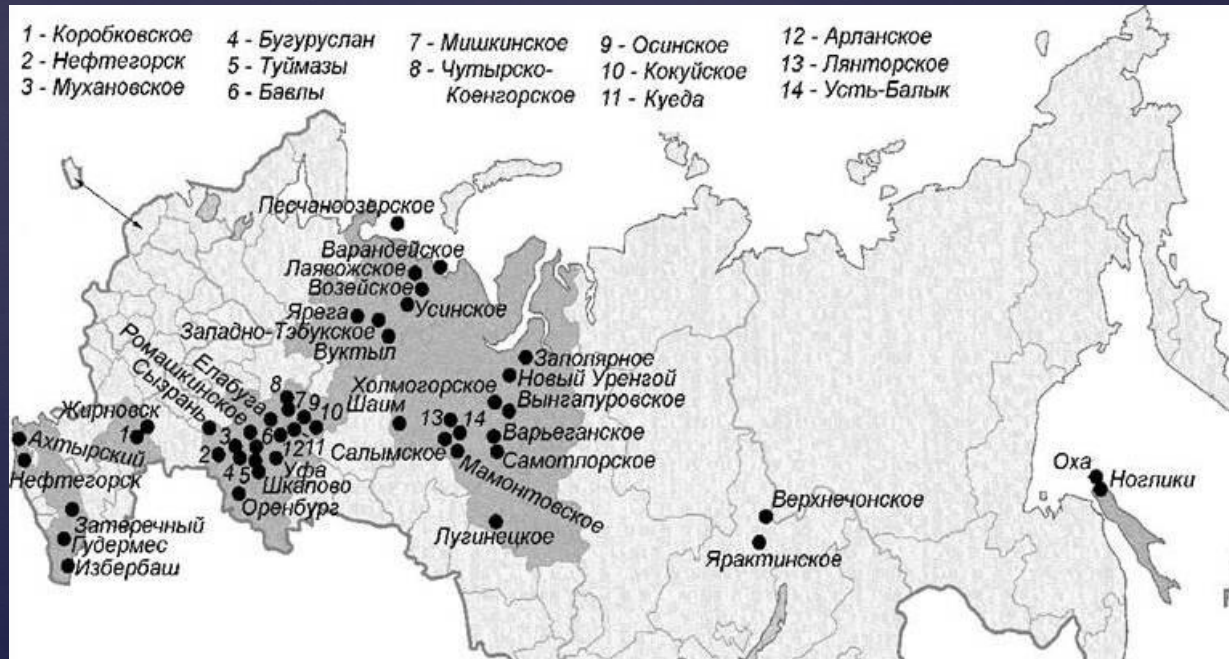 1 - Коробковское
2 - Нефтегорск
3 - Мухановское
4 - Бугуруслан
5 - Туймазы
6 - Бавлы
7 - Мишкинское
8 - Чутырско-
Коенгорское
9 - Осинское
10 - Кокуйское
11 - Куеда
12 - Арланское
13 - Лянторское
14 - Усть-Балык
Песчаноозерское
Варандейское
Лаявожское
Возейское
Усинское
Ярега
Западно-Тэбукское
Вуктыл
Заполярное
Новый Уренгой
Холмогорское
Вынгапуровское
Шаим
13
14
Варьеганское
Салымское
Самотлорское
Мамонтовское
Лугинецкое
Ромашкинское
Сызрань
Елабуга
8
7
9
10
6
3
12
11
2
4
5
Уфа
Шкапово
Оренбург
Жирновск
1
Ахтырский
Нефтегорск
Затеречный
Гудермес
Избербаш
Верхнечонское
Ярактинское
Оха
Ноглики